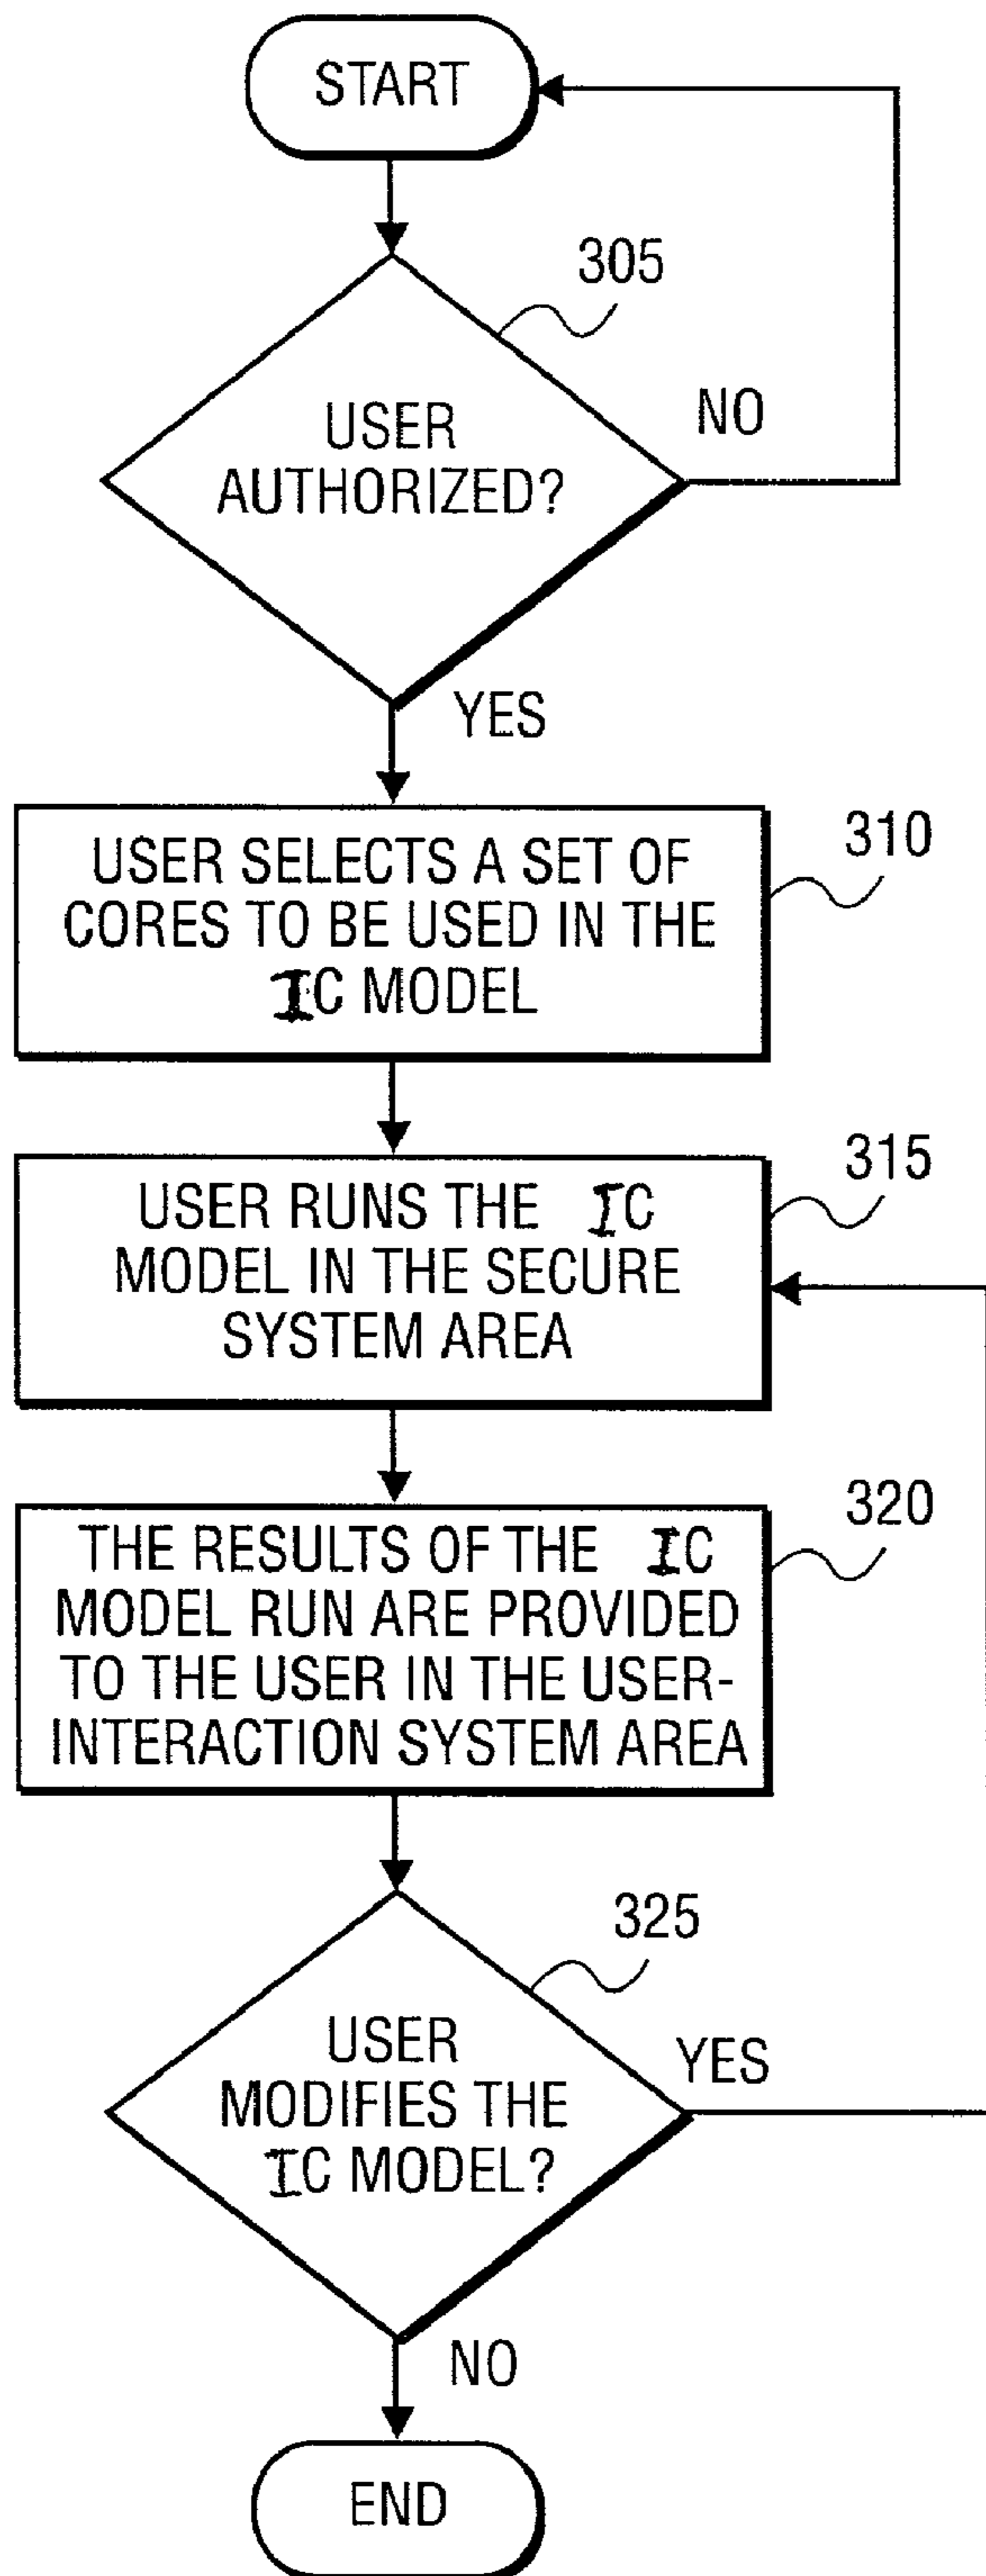 START
305
USER
AUTHORIZED?
NO
YES
310
USER SELECTS A SET OF
CORES TO BE USED IN THE
IC MODEL
315
USER RUNS THE IC
MODEL IN THE SECURE
SYSTEM AREA
320
THE RESULTS OF THE IC
MODEL RUN ARE PROVIDED
TO THE USER IN THE USER-
INTERACTION SYSTEM AREA
325
USER
MODIFIES THE
IC MODEL?
YES
NO
END